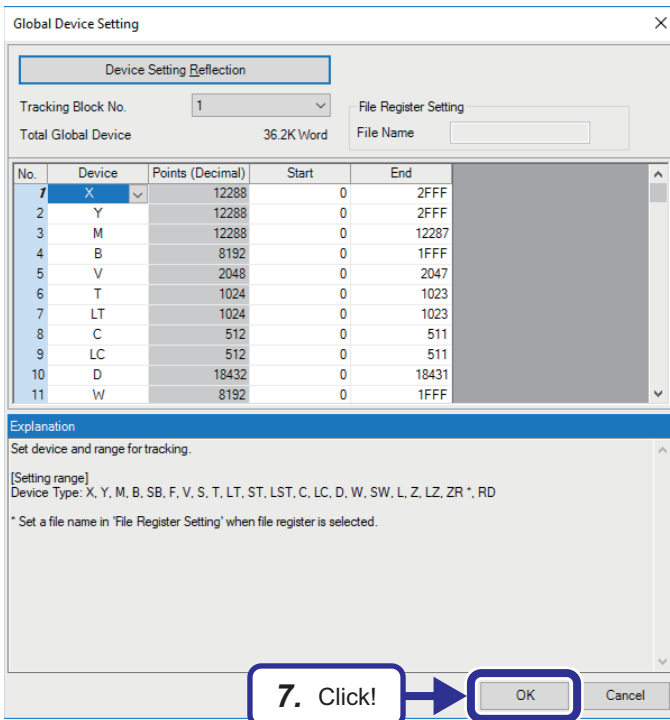 Global Device Setting
Device Setting Reflection
Tracking Block No. 1
File Register Setting
Total Global Device 36.2K Word File Name
No. Device Points (Decimal) Start End
1 X 12288 0 2FFF
2 Y 12288 0 2FFF
3 M 12288 0 12287
4 B 8192 0 1FFF
5 V 2048 0 2047
6 T 1024 0 1023
7 LT 1024 0 1023
8 C 512 0 511
9 LC 512 0 511
10 D 18432 0 18431
11 W 8192 0 1FFF
Explanation
Set device and range for tracking.
[Setting range]
Device Type: X, Y, M, B, SB, F, V, S, T, LT, ST, LST, C, LC, D, W, SW, L, Z, LZ, ZR *, RD
* Set a file name in 'File Register Setting' when file register is selected.
7. Click!
OK Cancel